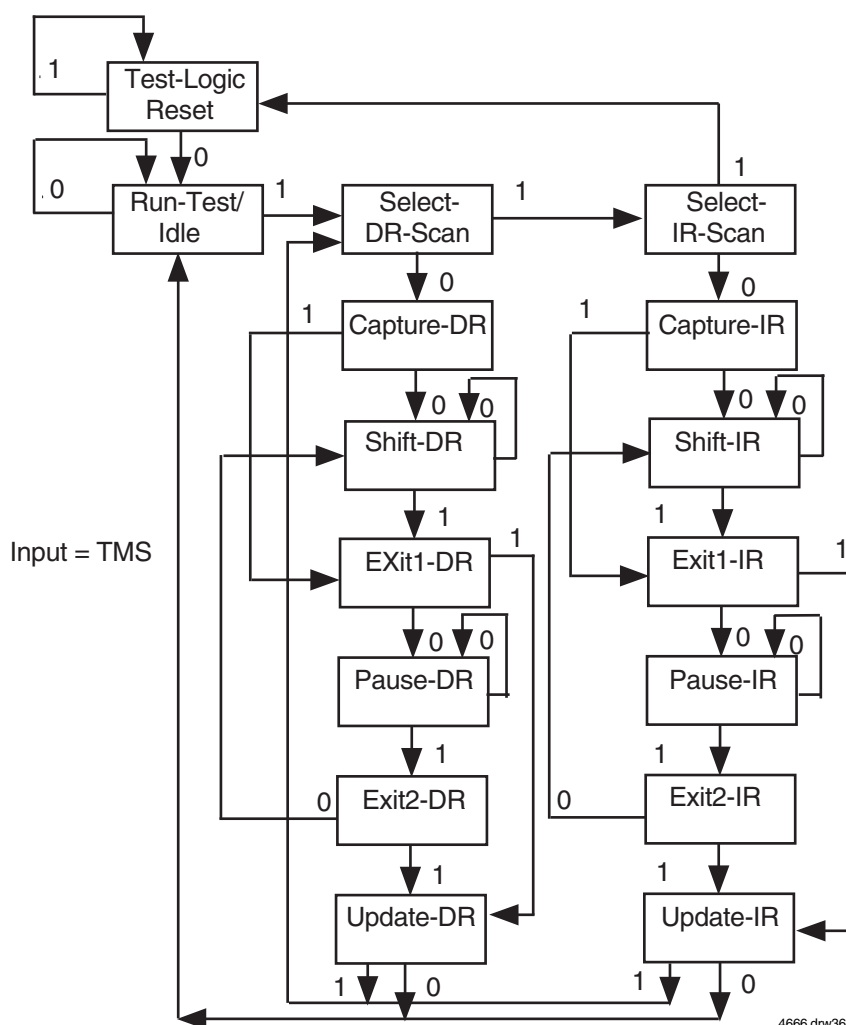 1
Test-Logic
Reset
0
0
1
1
1
Run-Test/
Idle
Select-
DR-Scan
Select-
IR-Scan
0
0
1
Capture-DR
1
Capture-IR
0
0
0
0
Shift-DR
Shift-IR
1
1
Input = TMS
EXit1-DR
1
Exit1-IR
1
0
0
0
0
Pause-DR
Pause-IR
1
1
0
Exit2-DR
0
Exit2-IR
1
1
Update-DR
Update-IR
1
0
1
0
4666 drw36